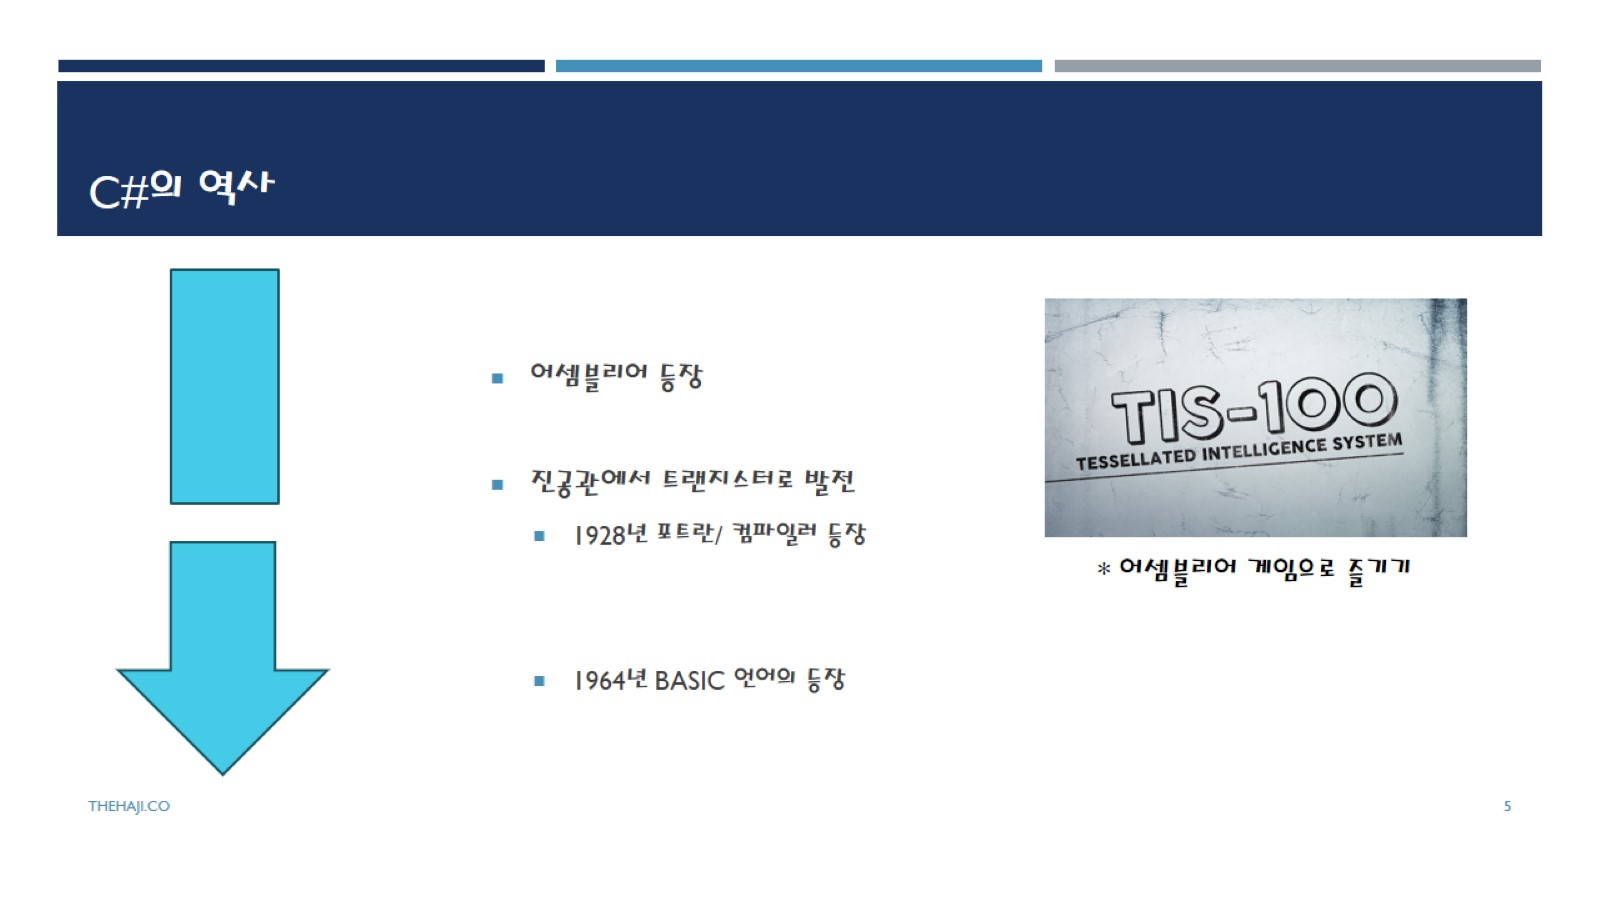 C#의 역사
어셈블리어 등장
진공관에서 트랜지스터로 발전
1928년 포트란/ 컴파일러 등장
1964년 BASIC 언어의 등장
TIS-100
TESSELLATED INTELLIGENCE SYSTEM
* 어셈블리어 게임으로 즐기기
THEHAJI.CO
5